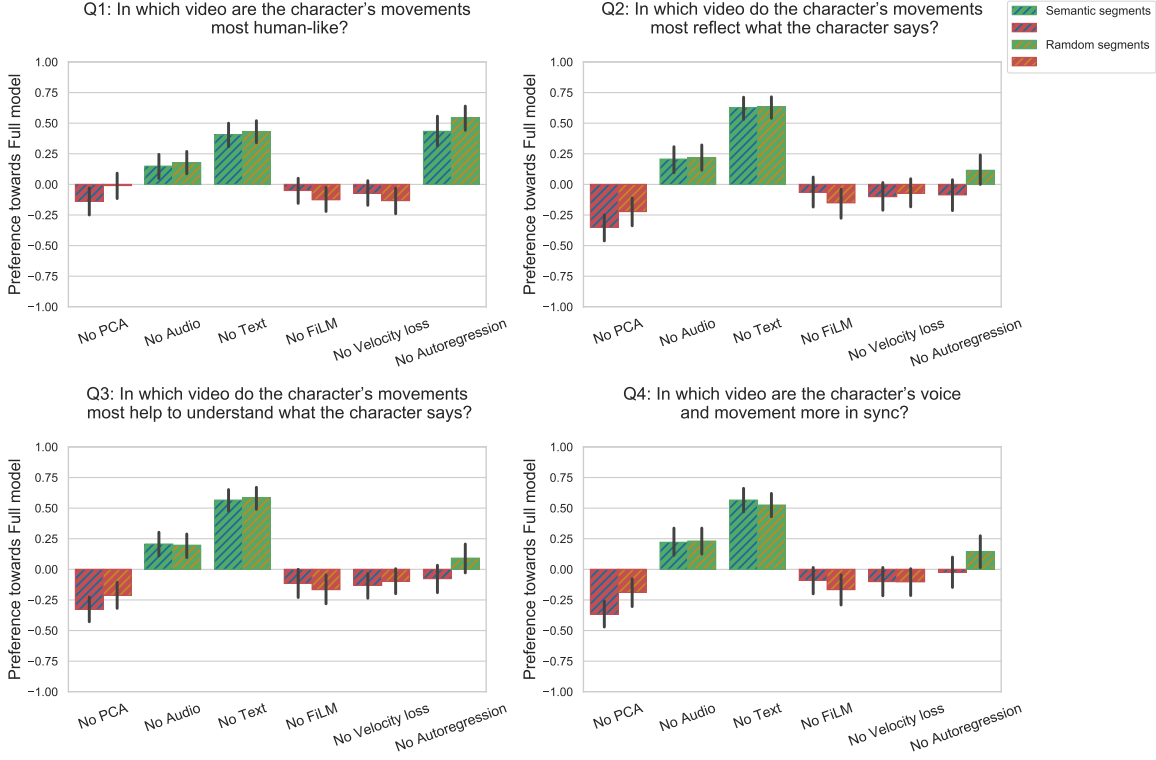 Q1: In which video are the character’s movements
most human-like?
Preference towards Full model
1.00
0.75
0.50
0.25
0.00
−0.25
−0.50
−0.75
−1.00
No PCA
No Audio
No Text
No FiLM
No Velocity loss
No Autoregression
Q2: In which video do the character’s movements
most reflect what the character says?
Preference towards Full model
1.00
0.75
0.50
0.25
0.00
−0.25
−0.50
−0.75
−1.00
No PCA
No Audio
No Text
No FiLM
No Velocity loss
No Autoregression
Semantic segments
Ramdom segments
Q3: In which video do the character’s movements
most help to understand what the character says?
Preference towards Full model
1.00
0.75
0.50
0.25
0.00
−0.25
−0.50
−0.75
−1.00
No PCA
No Audio
No Text
No FiLM
No Velocity loss
No Autoregression
Q4: In which video are the character’s voice
and movement more in sync?
Preference towards Full model
1.00
0.75
0.50
0.25
0.00
−0.25
−0.50
−0.75
−1.00
No PCA
No Audio
No Text
No FiLM
No Velocity loss
No Autoregression